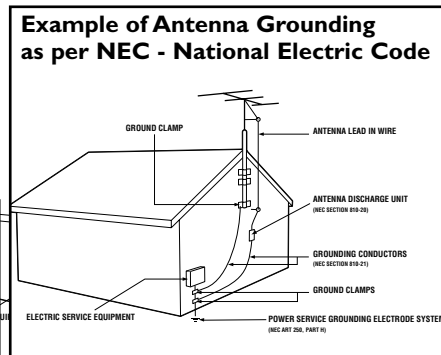 Example of Antenna Grounding
as per NEC - National Electric Code
GROUND CLAMP
ANTENNA LEAD IN WIRE
ANTENNA DISCHARGE UNIT
(NEC SECTION 810-20)
GROUNDING CONDUCTORS
(NEC SECTION 810-21)
GROUND CLAMPS
ELECTRIC SERVICE EQUIPMENT
POWER SERVICE GROUNDING ELECTRODE SYSTEM
(NEC ART 250, PART H)